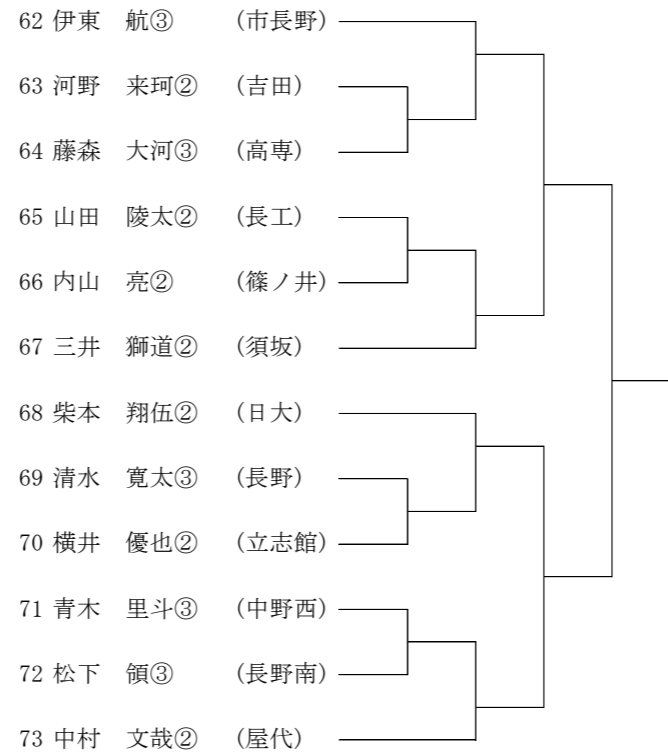 62 伊東　航③　(市長野)
63 河野　来珂②　(吉田)
64 藤森　大河③　(高専)
65 山田　陵太②　(長工)
66 内山　亮②　(篠ノ井)
67 三井　獅道②　(須坂)
68 柴本　翔伍②　(日大)
69 清水　寛太③　(長野)
70 横井　優也②　(立志館)
71 青木　里斗③　(中野西)
72 松下　領③　(長野南)
73 中村　文哉②　(屋代)